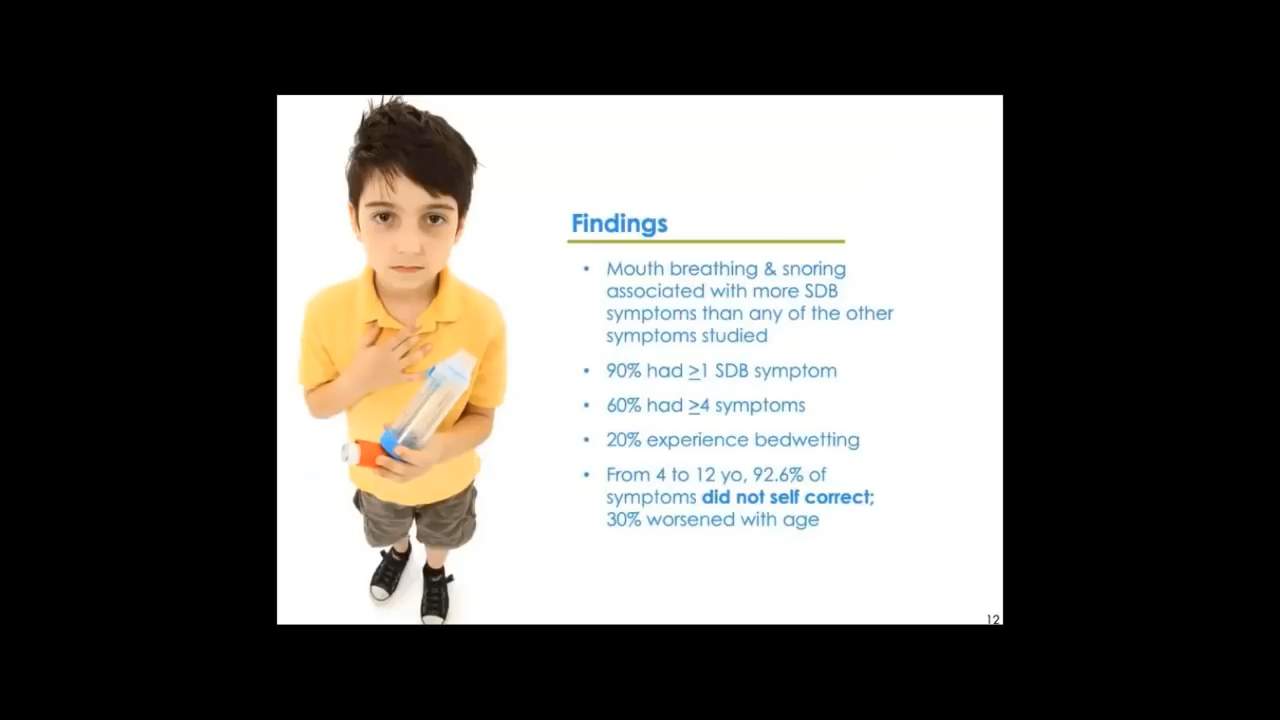 Findings
• Mouth breathing & snoring
associated with more SDB
symptoms than any of the other
symptoms studied
• 90% had ≥1 SDB symptom
• 60% had ≥4 symptoms
• 20% experience bedwetting
• From 4 to 12 yo, 92.6% of
symptoms did not self correct;
30% worsened with age
12